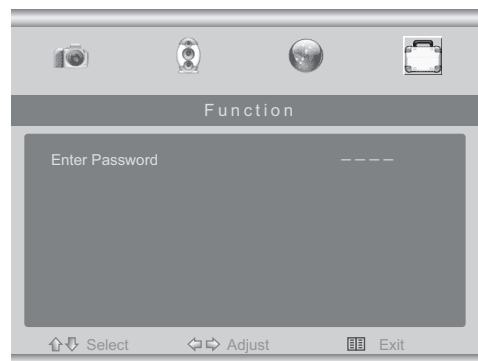 Function
Enter Password – – – –
Select Adjust Exit